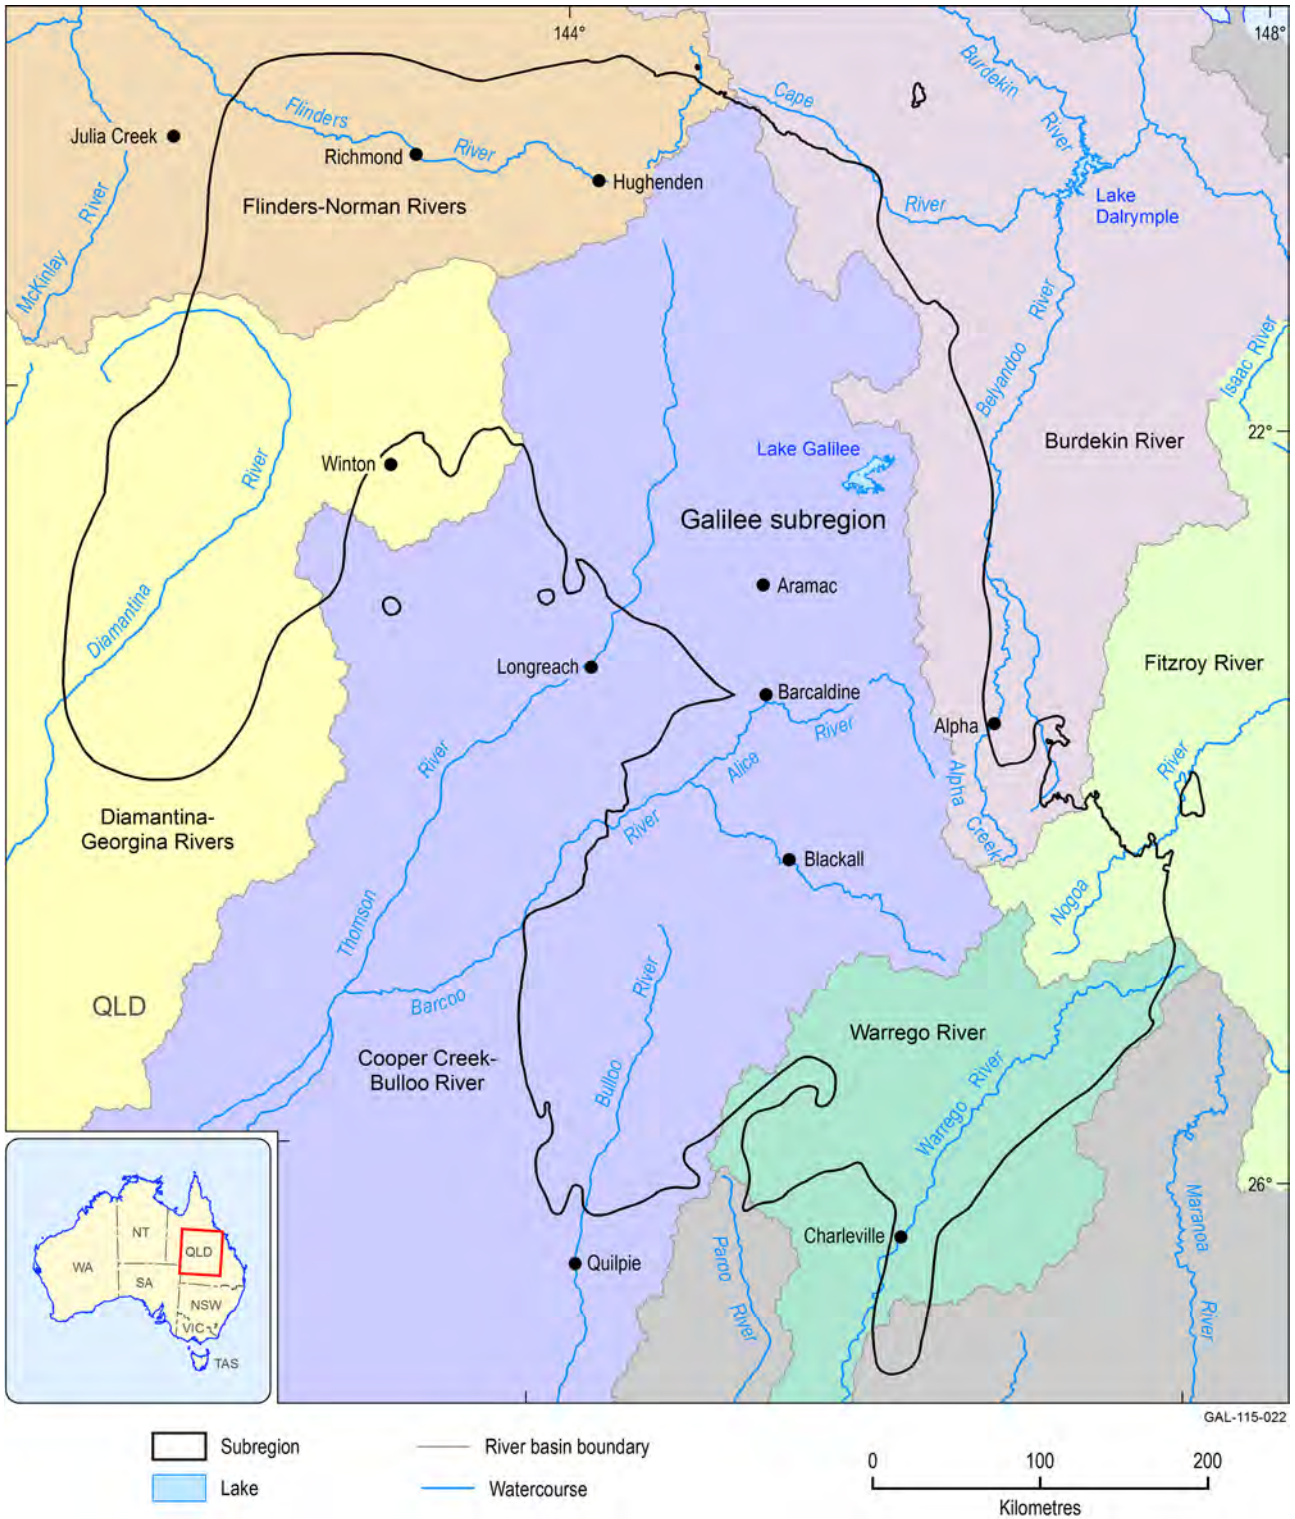 144°
148°
Burdekin
River
Cape
River
Flinders
River
Julia Creek
Richmond
Hughenden
Flinders-Norman Rivers
McKinlay
River
Lake
Dalrymple
Belyandoo
River
Isaac River
22°
Burdekin River
Lake Galilee
Winton
River
Diamantina
Galilee subregion
Aramac
Longreach
Barcaldine
Fitzroy River
Alpha
River
Alice
River
River
River
Alpha
Creek
Diamantina-
Georgina Rivers
Blackall
Nogoa
Thomson
River
Barcoo
QLD
Warrego River
Cooper Creek-
Bulloo River
Bulloo
River
Warrego
26°
Charleville
Maranoa
River
Quilpie
Paroo
River
NT
QLD
WA
SA
NSW
VIC
TAS
GAL-115-022
Subregion
River basin boundary
Lake
Watercourse
0
100
200
Kilometres